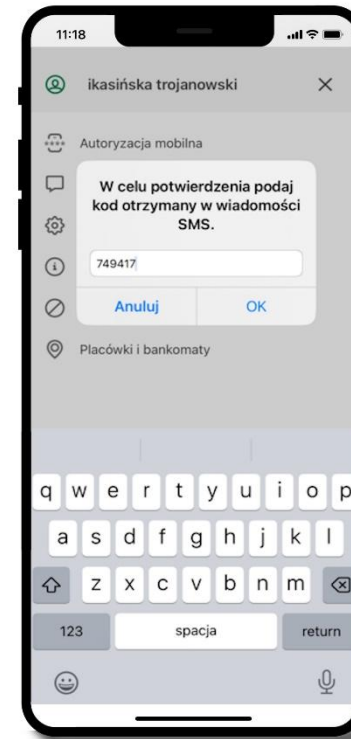 11:18
ikasińska trojanowski
Autoryzacja mobilna
W celu potwierdzenia podaj
kod otrzymany w wiadomości
SMS.
749417
Anuluj OK
Placówki i bankomaty
q w e r t y u i o p
a s d f g h j k l
z x c v b n m
123 spacja return